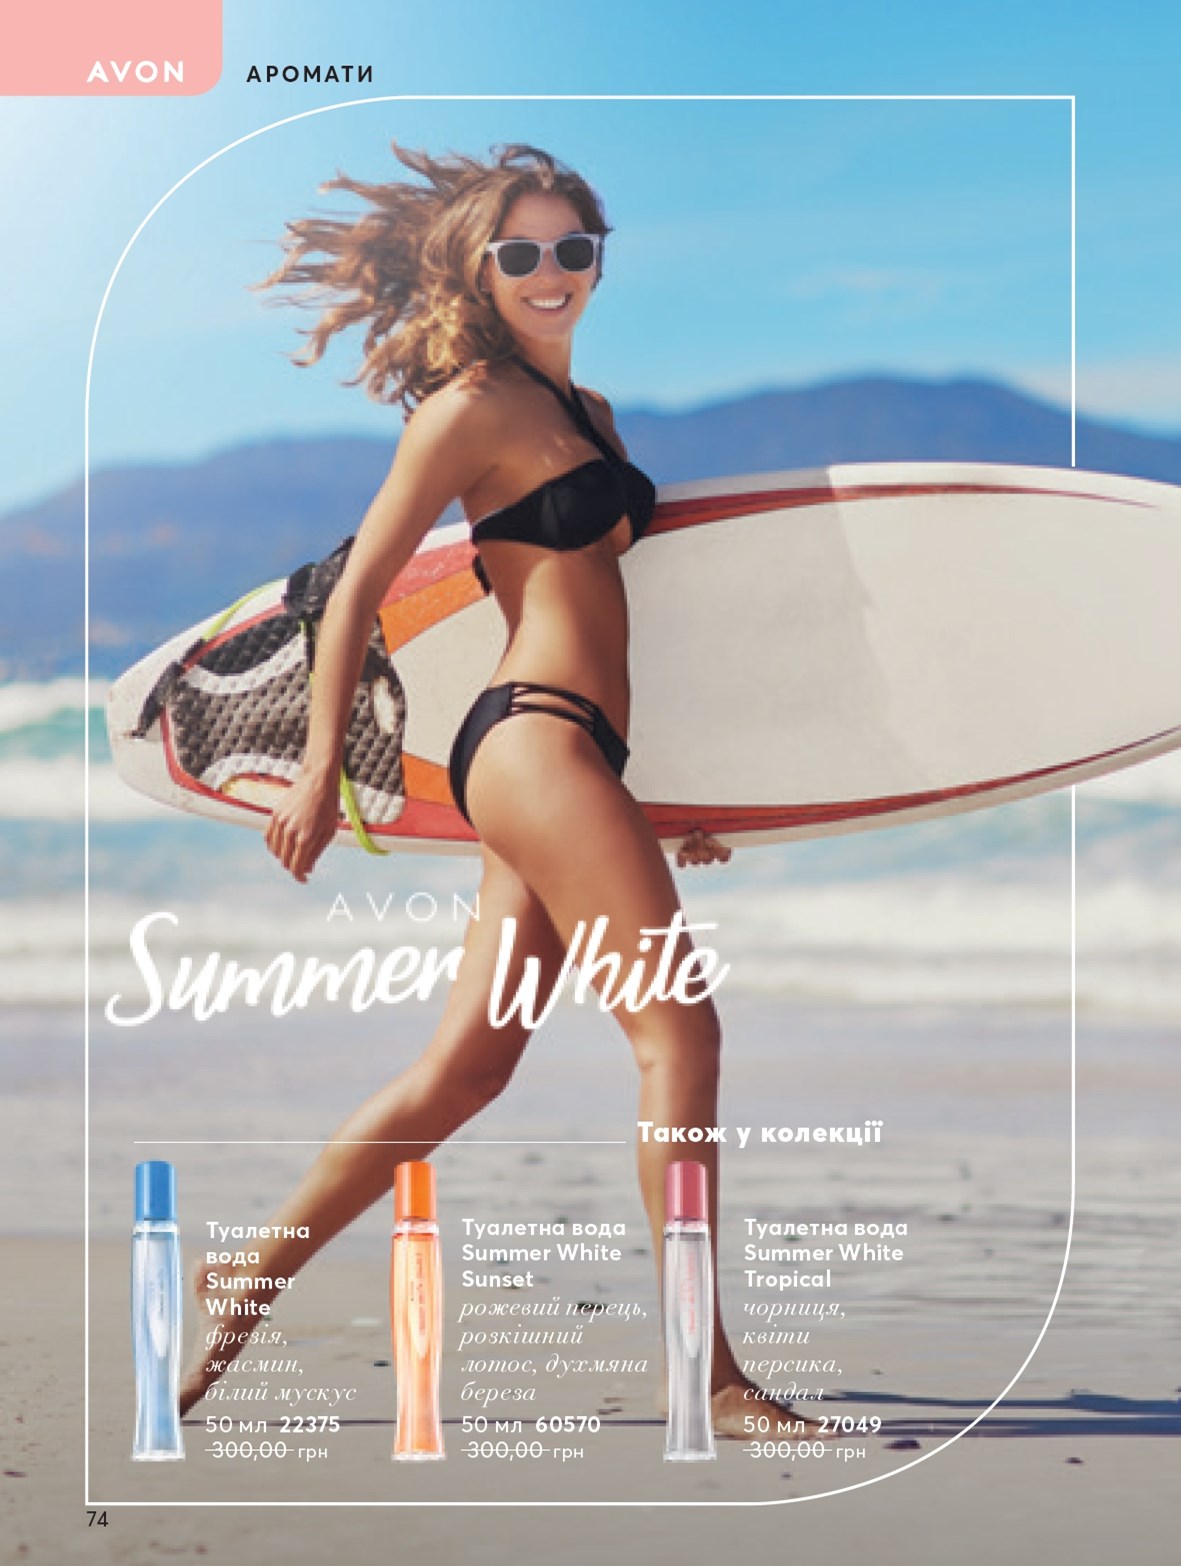 AVON
АРОМАТИ
AVON
Summer White
Також у колекції
Туалетна
вода
Summer
White
фрезія,
жасмин,
білий мускус
50 мл 22375
300,00 грн
Туалетна вода
Summer White
Sunset
рожевий перець,
розкішний
лотос, духмяна
береза
50 мл 60570
300,00 грн
Туалетна вода
Summer White
Tropical
чорниця,
квіти
персика,
сандал
50 мл 27049
300,00 грн
74